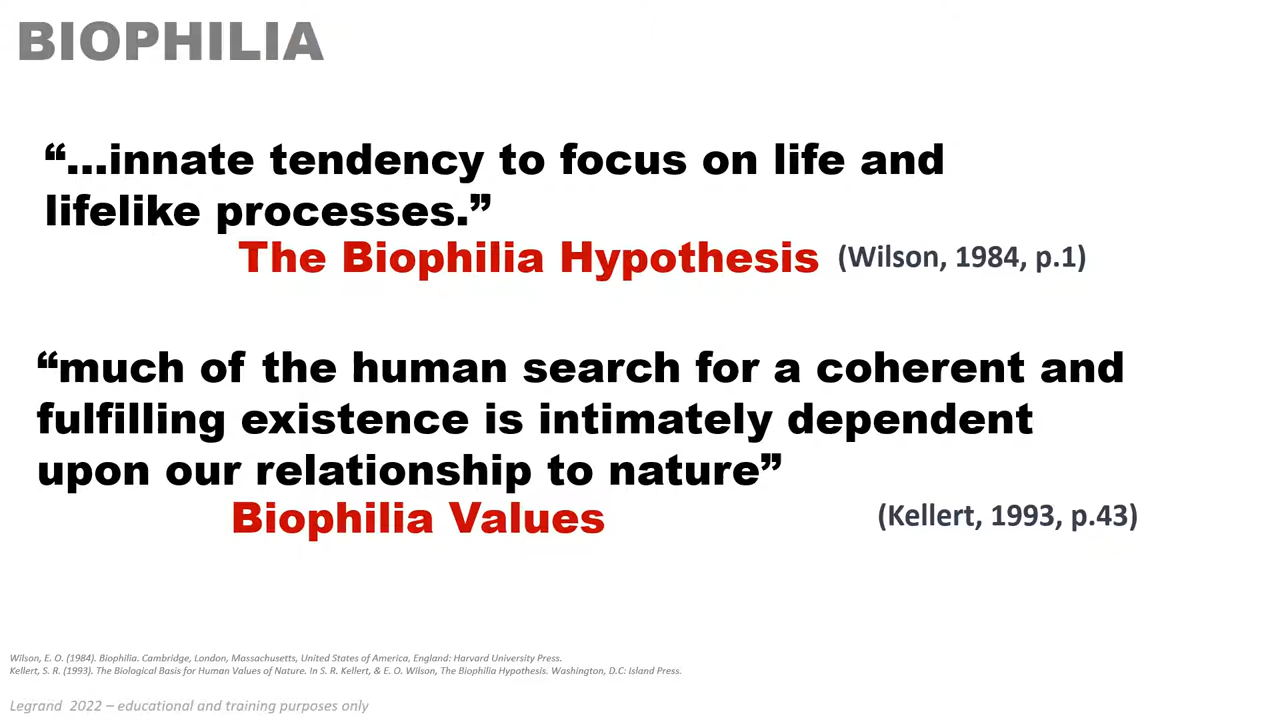 BIOPHILIA
“...innate tendency to focus on life and
lifelike processes.”
The Biophilia Hypothesis (Wilson, 1984, p.1)
“much of the human search for a coherent and
fulfilling existence is intimately dependent
upon our relationship to nature”
Biophilia Values (Kellert, 1993, p.43)
Wilson, E. O. (1984). Biophilia. Cambridge, London, Massachusetts, United States of America, England: Harvard University Press.
Kellert, S. R. (1993). The Biological Basis for Human Values of Nature. In S. R. Kellert, & E. O. Wilson, The Biophilia Hypothesis. Washington, D.C: Island Press.
Legrand 2022 – educational and training purposes only